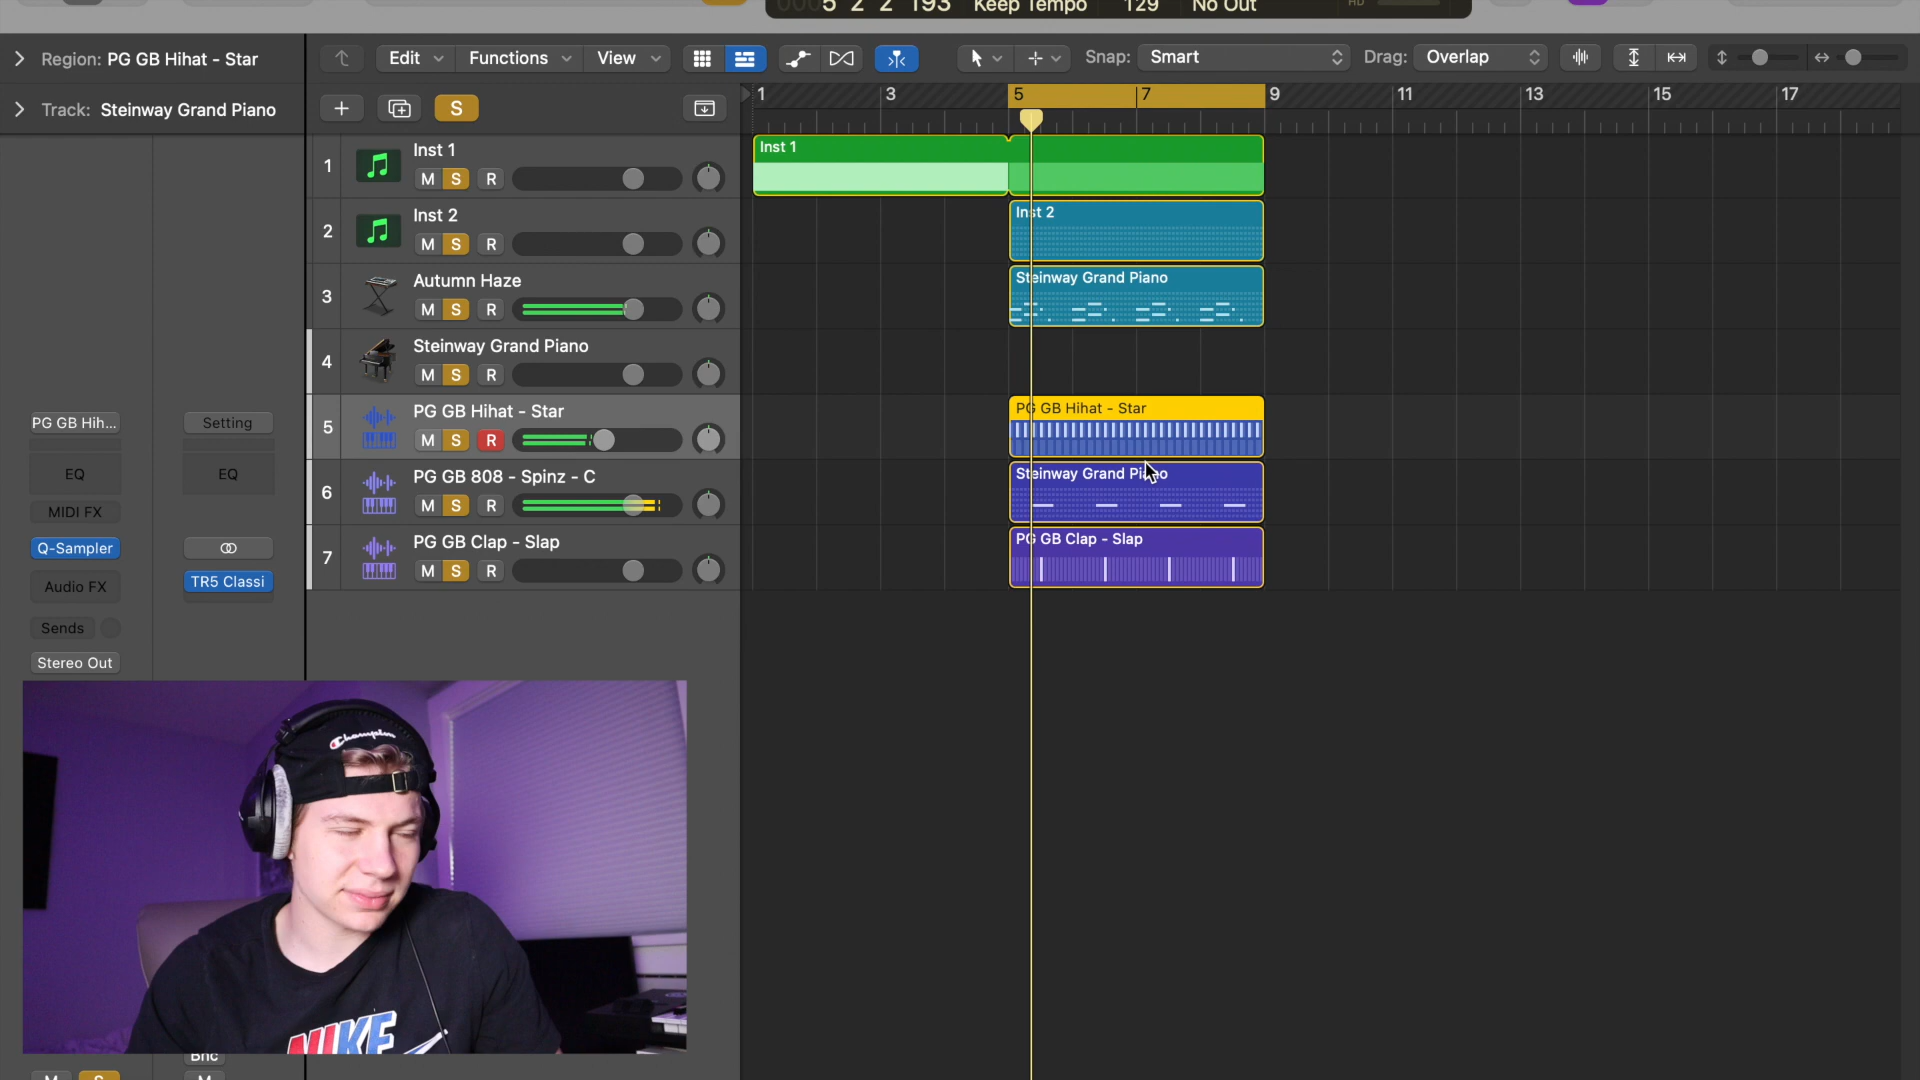 0005 2 2 193 Keep Tempo 129 No Out HD
Region: PG GB Hihat - Star
Edit Functions View
Snap: Smart
Drag: Overlap
Track: Steinway Grand Piano
S
1 3 5 7 9 11 13 15 17
1 Inst 1
M S R
Inst 1
2 Inst 2
M S R
Inst 2
3 Autumn Haze
M S R
Steinway Grand Piano
4 Steinway Grand Piano
M S R
5 PG GB Hihat - Star
M S R
PG GB Hihat - Star
6 PG GB 808 - Spinz - C
M S R
Steinway Grand Piano
7 PG GB Clap - Slap
M S R
PG GB Clap - Slap
PG GB Hih... Setting
EQ EQ
MIDI FX
Q-Sampler
Audio FX TR5 Classi
Sends
Stereo Out
Champion
NIKE
Bnc
M S M